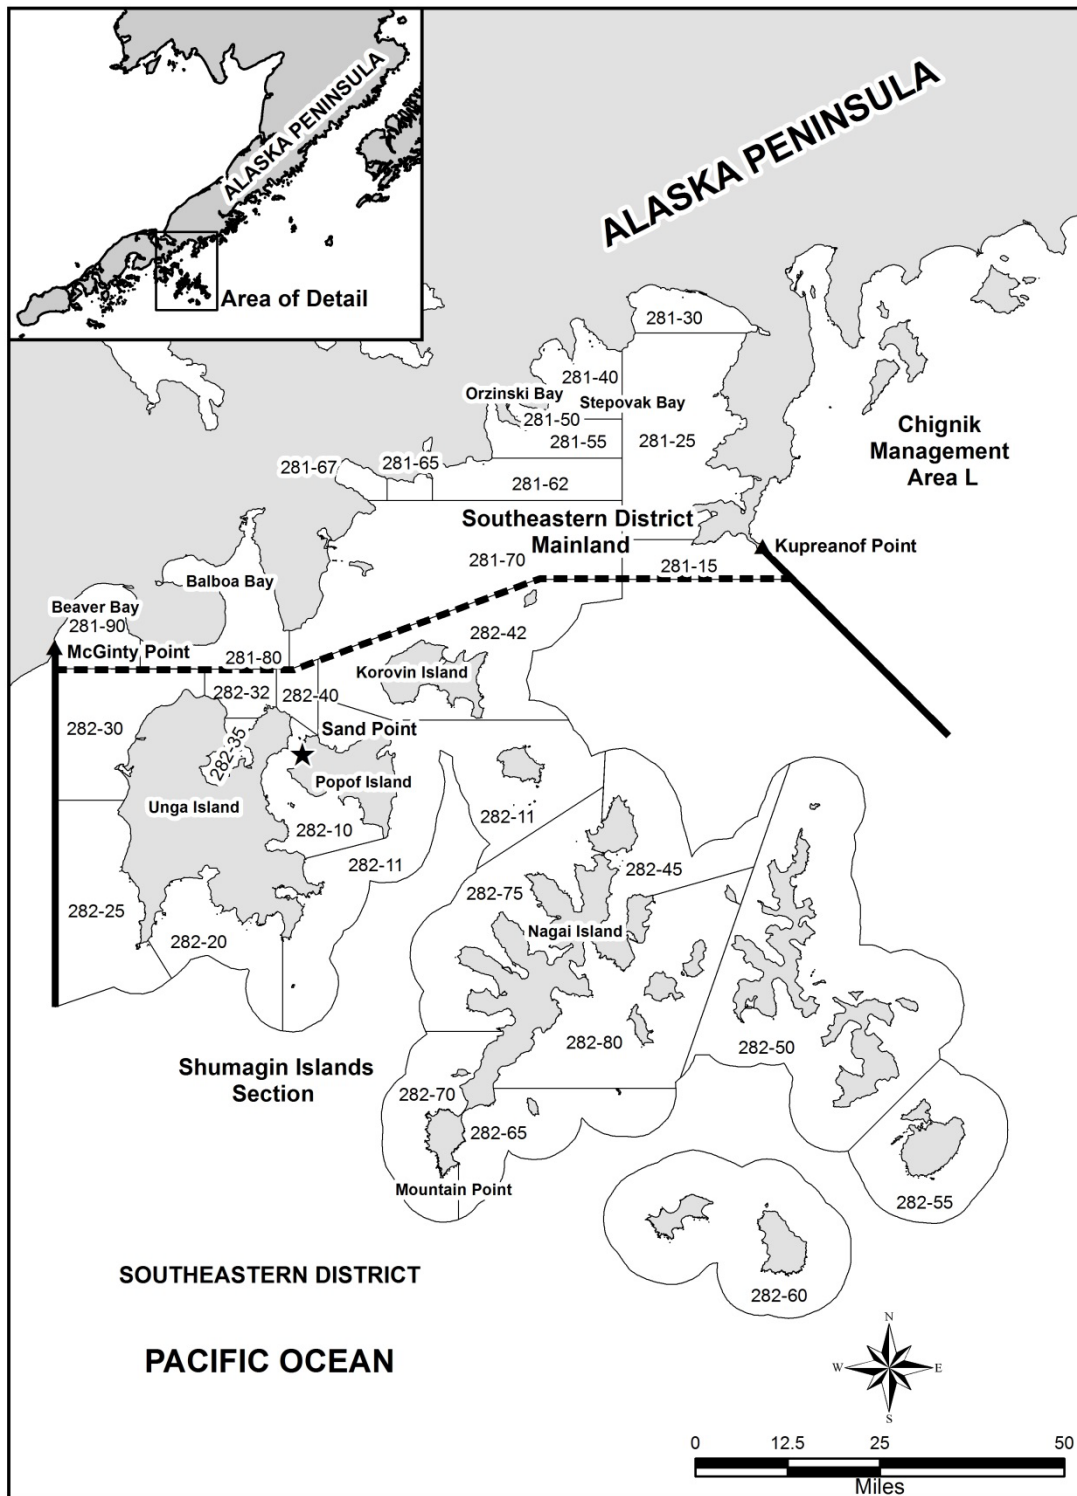 ALASKA PENINSULA
Area of Detail
ALASKA PENINSULA
281-30
281-40
Orzinski Bay
Stepovak Bay
281-50
281-55
281-25
Chignik
Management
Area L
281-67
281-65
281-62
Southeastern District
Mainland
Kupreanof Point
281-70
281-15
Balboa Bay
Beaver Bay
281-90
McGinty Point
281-80
282-42
Korovin Island
282-32
282-40
282-30
Sand Point
282-35
Popof Island
Unga Island
282-10
282-11
282-11
282-45
282-75
282-25
Nagai Island
282-20
282-80
282-50
Shumagin Islands
Section
282-70
282-65
Mountain Point
282-55
SOUTHEASTERN DISTRICT
282-60
PACIFIC OCEAN
N
W
E
S
0
12.5
25
50
Miles